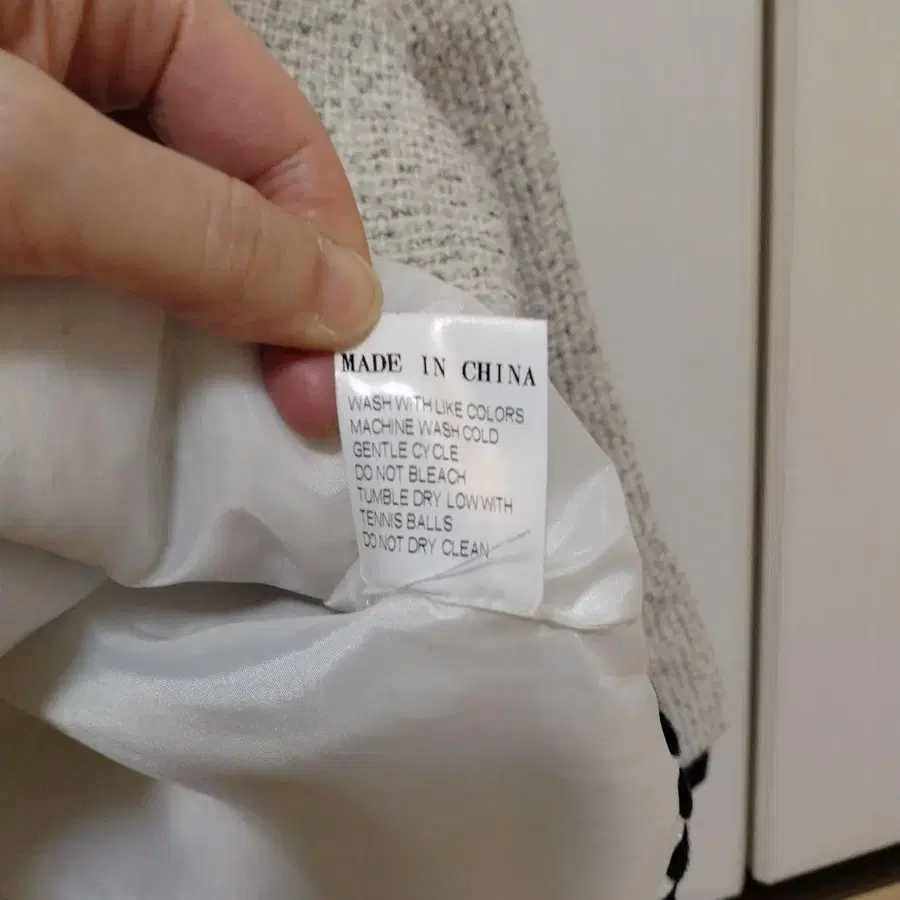 MADE IN CHINA
WASH WITH LIKE COLORS
MACHINE WASH COLD
GENTLE CYCLE
DO NOT BLEACH
TUMBLE DRY LOW WITH
TENNIS BALLS
DO NOT DRY CLEAN